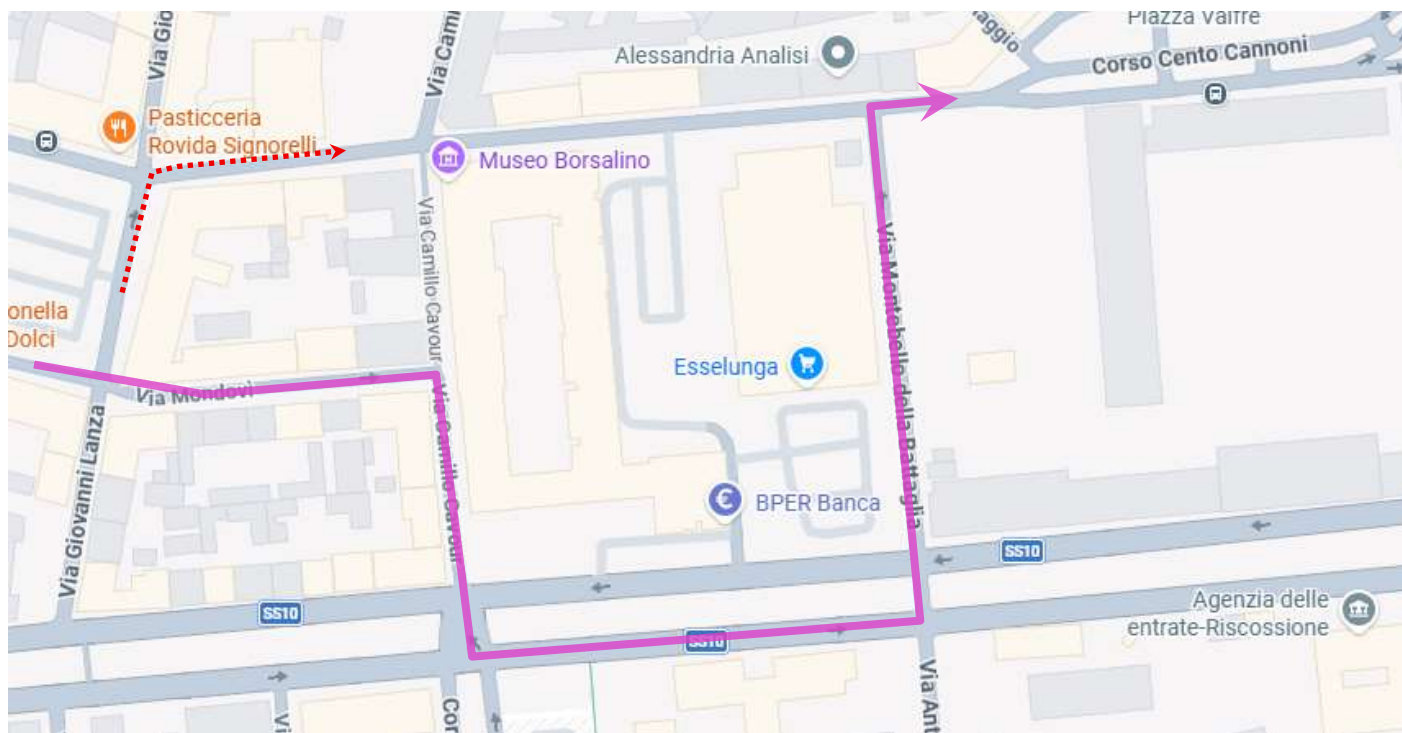 Via Gio
Via Cami
Alessandria Analisi
aggio
Piazza Valfre
Corso Cento Cannoni
Pasticceria
Rovida Signorelli
Museo Borsalino
Via Camillo Cavour
Via Montebello della Battaglia
onella
Dolci
Esselunga
Via Mondovì
Via Camillo Cavour
Via Giovanni Lanza
BPER Banca
SS10
SS10
SS10
Agenzia delle
entrate-Riscossione
Via Ant
Cor
Vi